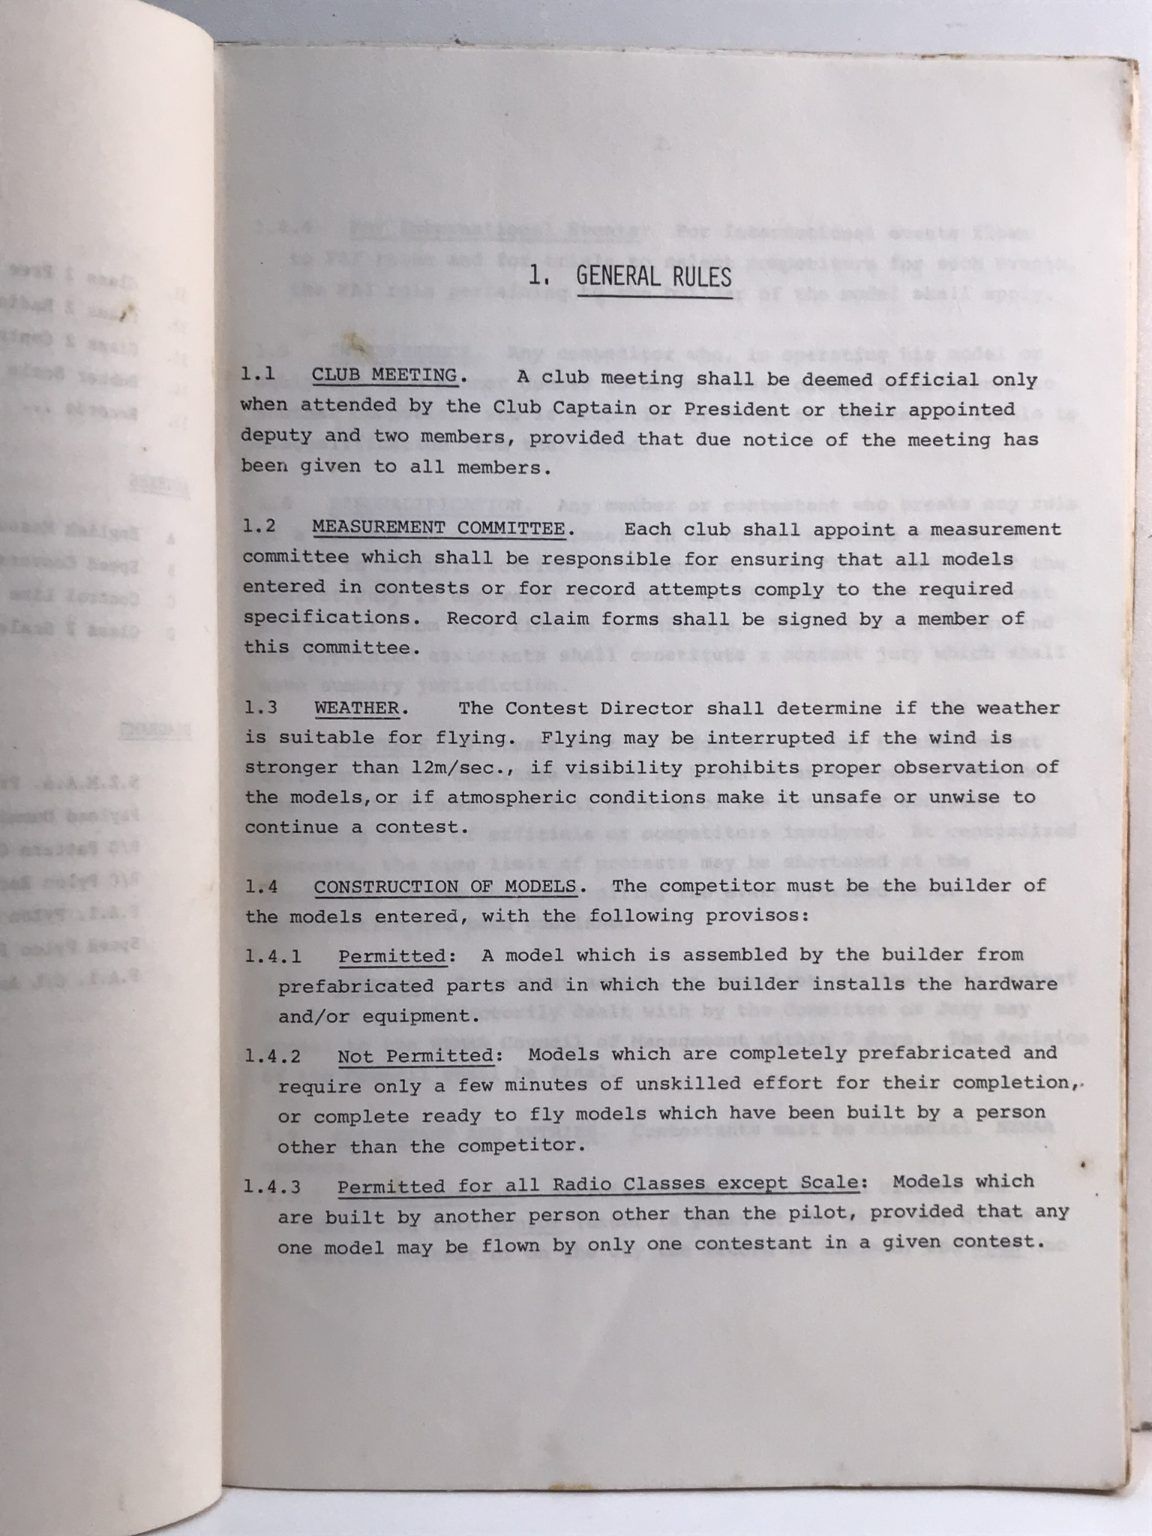 1. GENERAL RULES
1.1 CLUB MEETING. A club meeting shall be deemed official only
when attended by the Club Captain or President or their appointed
deputy and two members, provided that due notice of the meeting has
been given to all members.
1.2 MEASUREMENT COMMITTEE. Each club shall appoint a measurement
committee which shall be responsible for ensuring that all models
entered in contests or for record attempts comply to the required
specifications. Record claim forms shall be signed by a member of
this committee.
1.3 WEATHER. The Contest Director shall determine if the weather
is suitable for flying. Flying may be interrupted if the wind is
stronger than 12m/sec., if visibility prohibits proper observation of
the models,or if atmospheric conditions make it unsafe or unwise to
continue a contest.
1.4 CONSTRUCTION OF MODELS. The competitor must be the builder of
the models entered, with the following provisos:
1.4.1 Permitted: A model which is assembled by the builder from
prefabricated parts and in which the builder installs the hardware
and/or equipment.
1.4.2 Not Permitted: Models which are completely prefabricated and
require only a few minutes of unskilled effort for their completion,
or complete ready to fly models which have been built by a person
other than the competitor.
1.4.3 Permitted for all Radio Classes except Scale: Models which
are built by another person other than the pilot, provided that any
one model may be flown by only one contestant in a given contest.